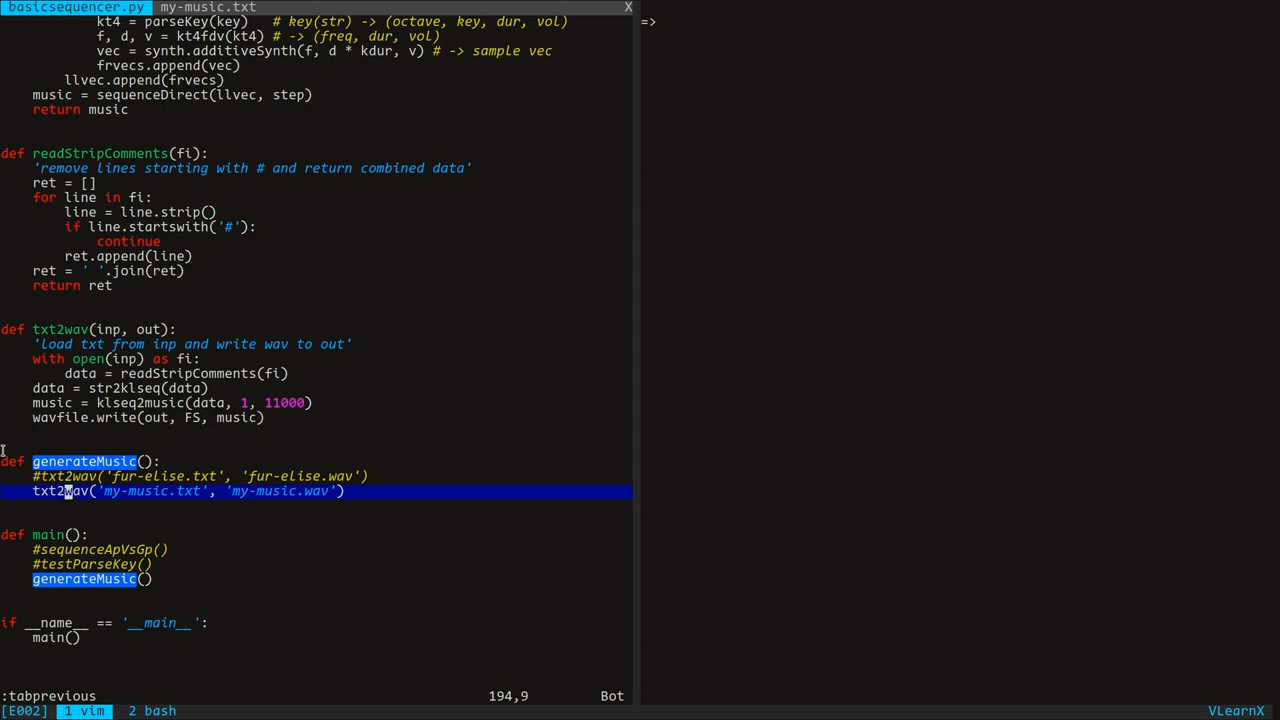 basicsequencer.py my-music.txt X
kt4 = parseKey(key) # key(str) -> (octave, key, dur, vol)
f, d, v = kt4fdv(kt4) # -> (freq, dur, vol)
vec = synth.additiveSynth(f, d * kdur, v) # -> sample vec
frvecs.append(vec)
llvec.append(frvecs)
music = sequenceDirect(llvec, step)
return music
def readStripComments(fi):
'remove lines starting with # and return combined data'
ret = []
for line in fi:
line = line.strip()
if line.startswith('#'):
continue
ret.append(line)
ret = ' '.join(ret)
return ret
def txt2wav(inp, out):
'load txt from inp and write wav to out'
with open(inp) as fi:
data = readStripComments(fi)
data = str2klseq(data)
music = klseq2music(data, 1, 11000)
wavfile.write(out, FS, music)
def generateMusic():
#txt2wav('fur-elise.txt', 'fur-elise.wav')
txt2wav('my-music.txt', 'my-music.wav')
def main():
#sequenceApVsGp()
#testParseKey()
generateMusic()
if __name__ == '__main__':
main()
:tabprevious 194,9 Bot
[E002] 1 vim 2 bash VLearnX
=>